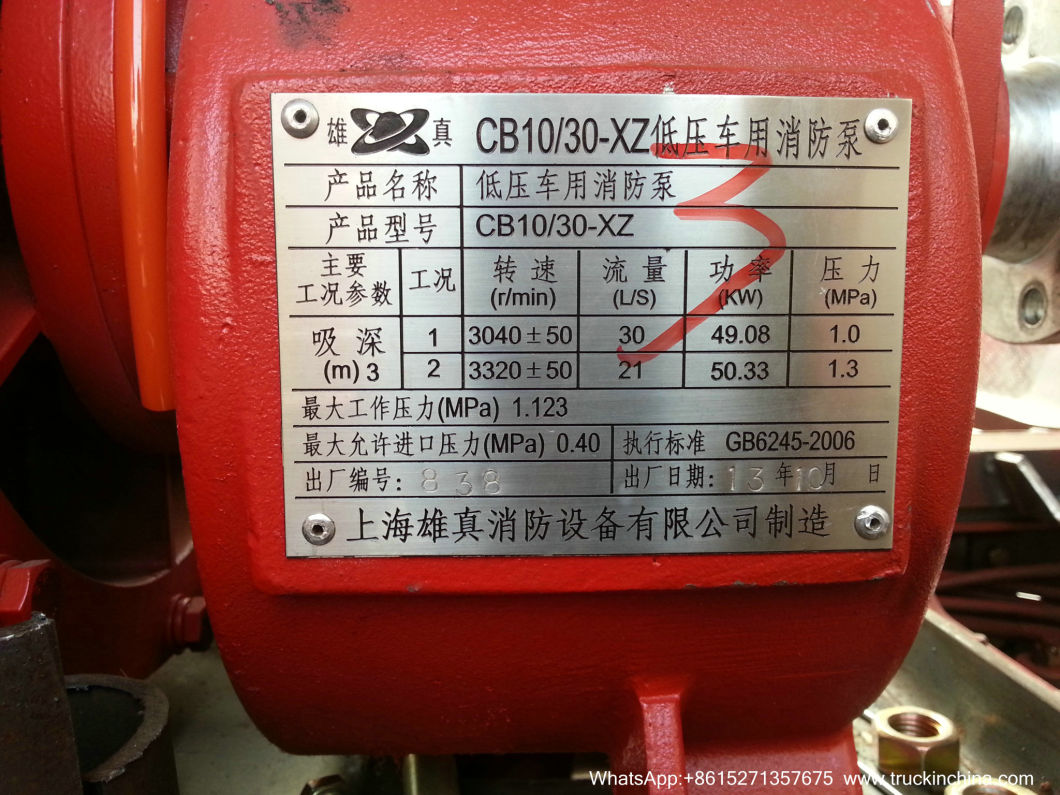 雄 真 CB10/30-XZ低压车用消防泵
产品名称 低压车用消防泵
产品型号 CB10/30-XZ
主要工况参数 工况 转速(r/min) 流量(L/S) 功率(KW) 压力(MPa)
吸深(m) 3 1 3040±50 30 49.08 1.0
2 3320±50 21 50.33 1.3
最大工作压力(MPa) 1.123
最大允许进口压力(MPa) 0.40 执行标准 GB6245-2006
出厂编号: 838 出厂日期: 13年10月 日
上海雄真消防设备有限公司制造
3
WhatsApp:+8615271357675 www.truckinchina.com